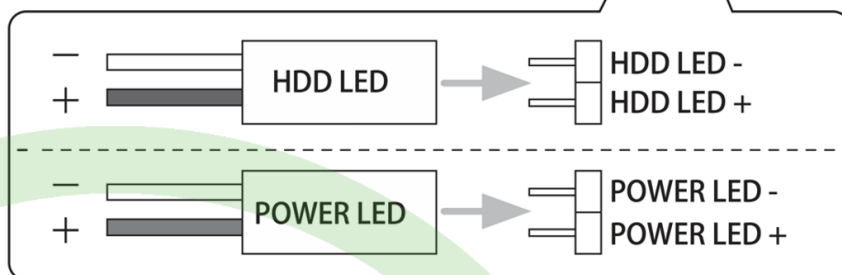 − HDD LED HDD LED -
+ HDD LED +
− POWER LED POWER LED -
+ POWER LED +